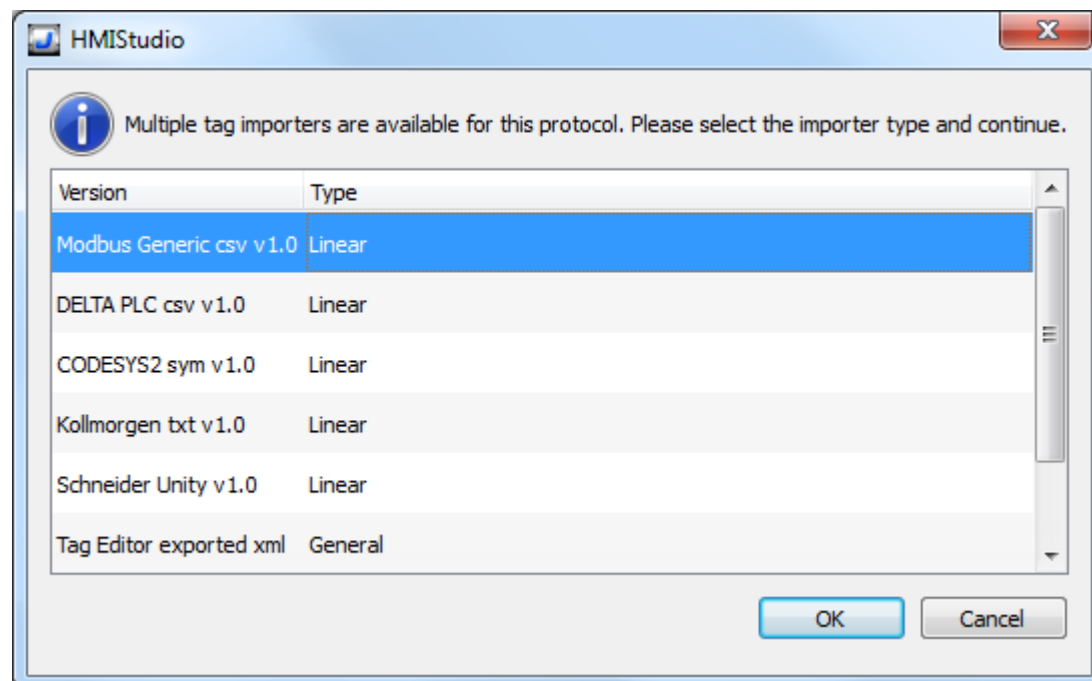 HMIStudio
Multiple tag importers are available for this protocol. Please select the importer type and continue.
Version Type
Modbus Generic csv v1.0 Linear
DELTA PLC csv v1.0 Linear
CODESYS2 sym v1.0 Linear
Kollmorgen txt v1.0 Linear
Schneider Unity v1.0 Linear
Tag Editor exported xml General
OK Cancel